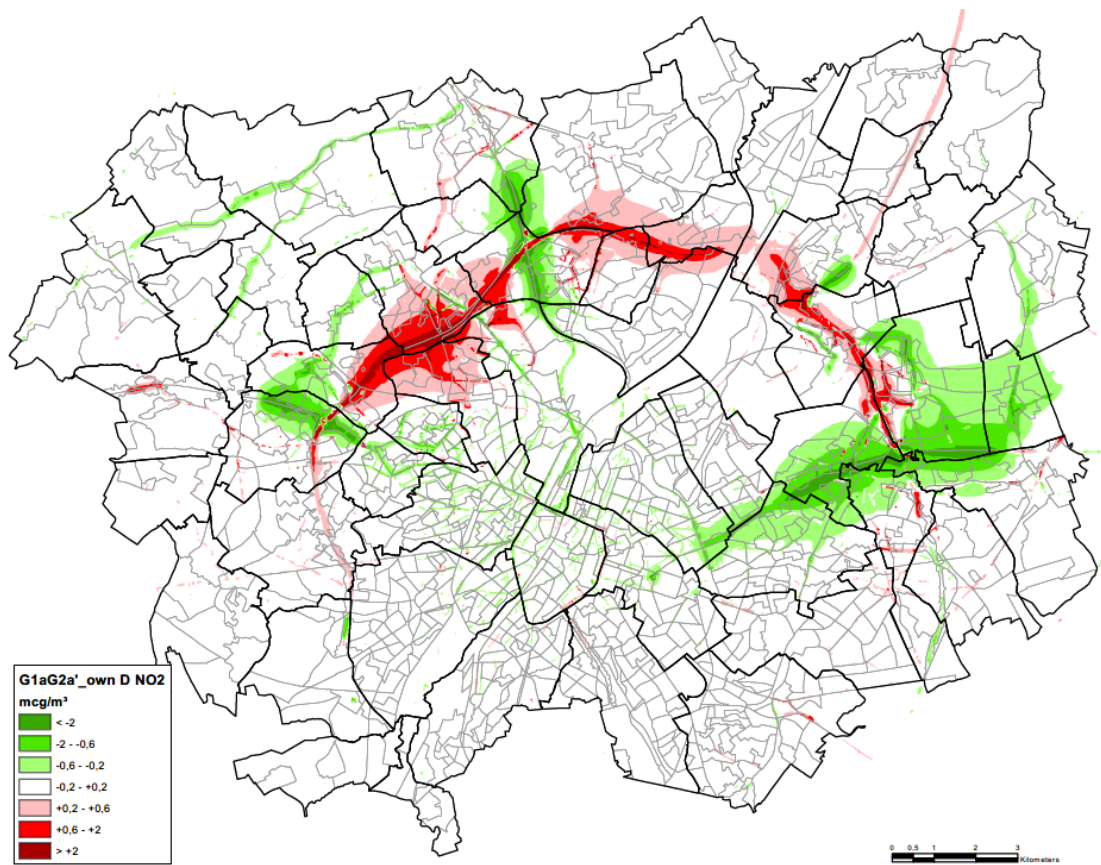 G1aG2a'_own D NO2
mcg/m³
< -2
-2 - -0,6
-0,6 - -0,2
-0,2 - +0,2
+0,2 - +0,6
+0,6 - +2
> +2
0 0,5 1 2 3
Kilometers